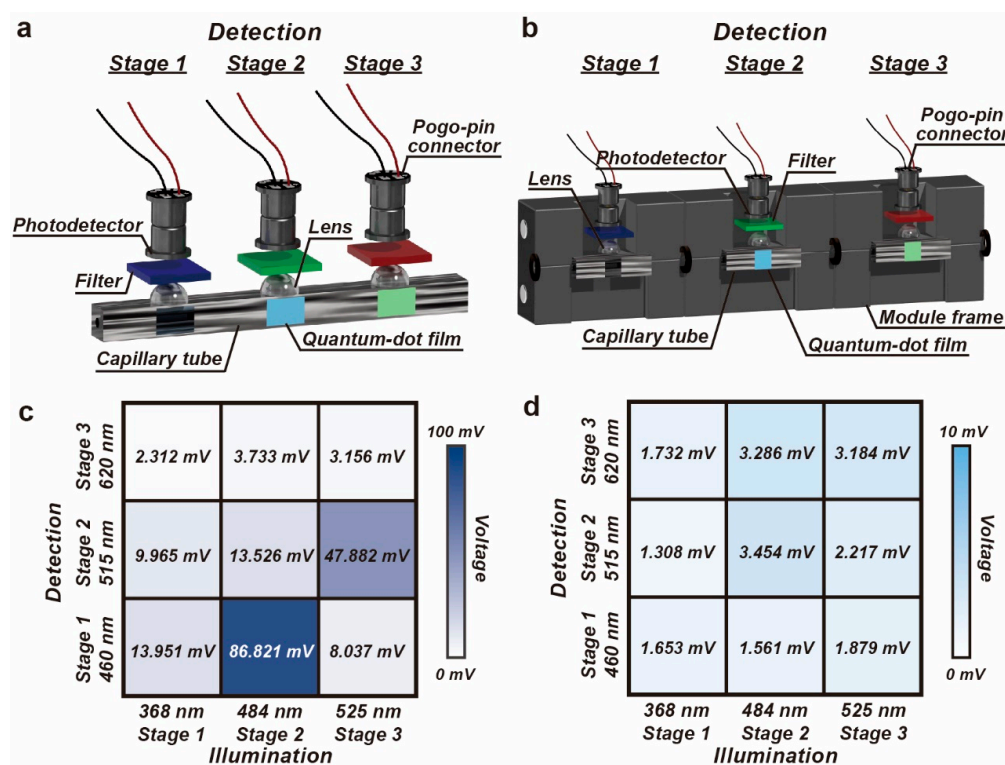 a
Detection
Stage 1 Stage 2 Stage 3
Pogo-pin
connector
Photodetector
Lens
Filter
Capillary tube
Quantum-dot film
b
Detection
Stage 1 Stage 2 Stage 3
Pogo-pin
connector
Photodetector
Filter
Lens
Module frame
Capillary tube
Quantum-dot film
c
Detection
Stage 3
620 nm
2.312 mV 3.733 mV 3.156 mV
Stage 2
515 nm
9.965 mV 13.526 mV 47.882 mV
Stage 1
460 nm
13.951 mV 86.821 mV 8.037 mV
368 nm 484 nm 525 nm
Stage 1 Stage 2 Stage 3
Illumination
100 mV
Voltage
0 mV
d
Detection
Stage 3
620 nm
1.732 mV 3.286 mV 3.184 mV
Stage 2
515 nm
1.308 mV 3.454 mV 2.217 mV
Stage 1
460 nm
1.653 mV 1.561 mV 1.879 mV
368 nm 484 nm 525 nm
Stage 1 Stage 2 Stage 3
Illumination
10 mV
Voltage
0 mV